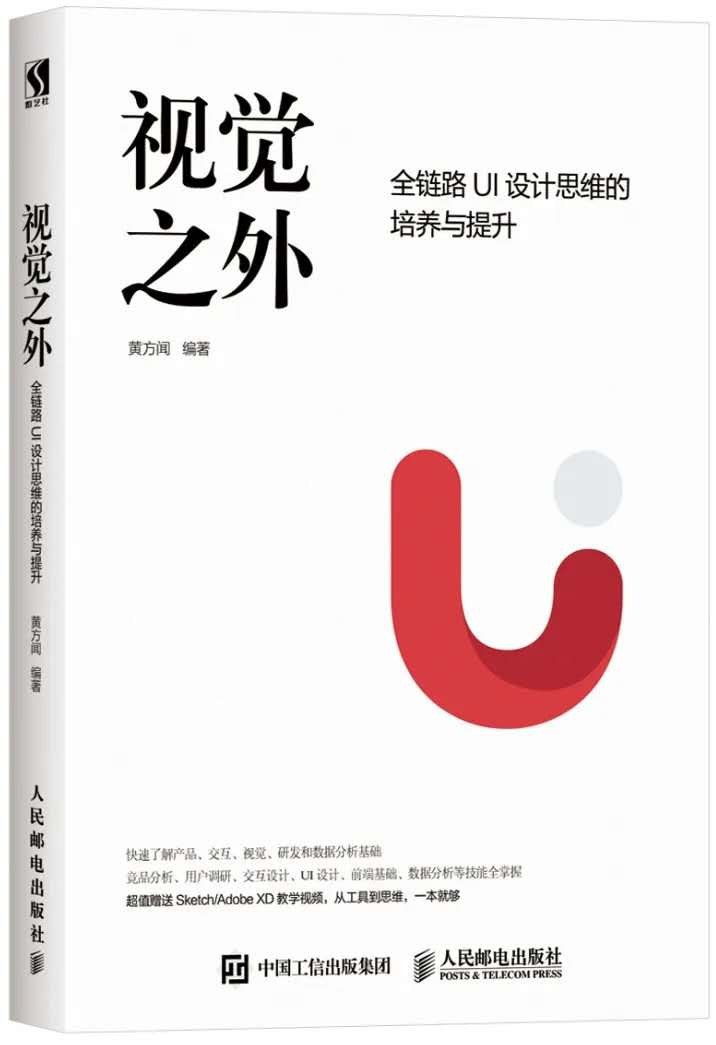 数艺社
视觉之外
全链路 UI 设计思维的培养与提升
黄方闻 编著
人民邮电出版社
视觉
之外
全链路 UI 设计思维的
培养与提升
黄方闻 编著
快速了解产品、交互、视觉、研发和数据分析基础
竞品分析、用户调研、交互设计、UI 设计、前端基础、数据分析等技能全掌握
超值赠送 Sketch/Adobe XD 教学视频，从工具到思维，一本就够
中国工信出版集团
人民邮电出版社
POSTS & TELECOM PRESS